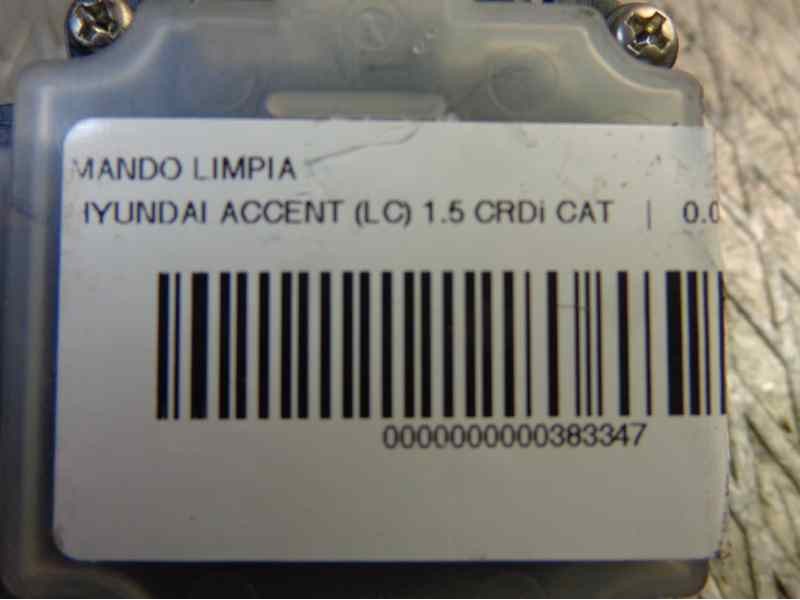 MANDO LIMPIA
HYUNDAI ACCENT (LC) 1.5 CRDi CAT | 0.0
0000000000383347